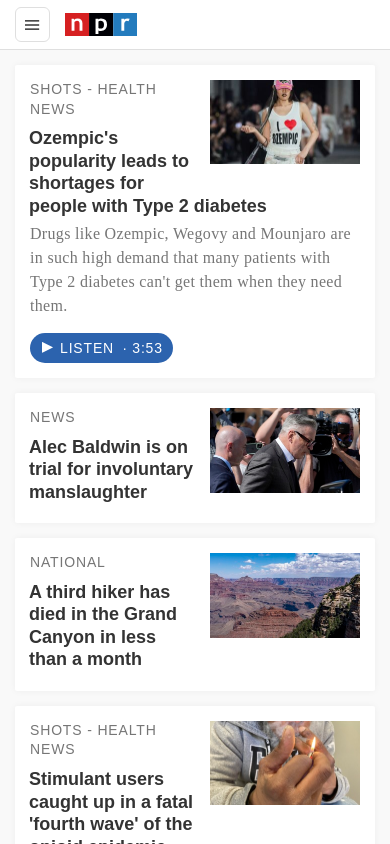 npr
SHOTS - HEALTH
NEWS
Ozempic's
popularity leads to
shortages for
people with Type 2 diabetes
I ❤ OZEMPIC
Drugs like Ozempic, Wegovy and Mounjaro are
in such high demand that many patients with
Type 2 diabetes can't get them when they need
them.
LISTEN · 3:53
NEWS
Alec Baldwin is on
trial for involuntary
manslaughter
NATIONAL
A third hiker has
died in the Grand
Canyon in less
than a month
SHOTS - HEALTH
NEWS
Stimulant users
caught up in a fatal
'fourth wave' of the
opioid epidemic